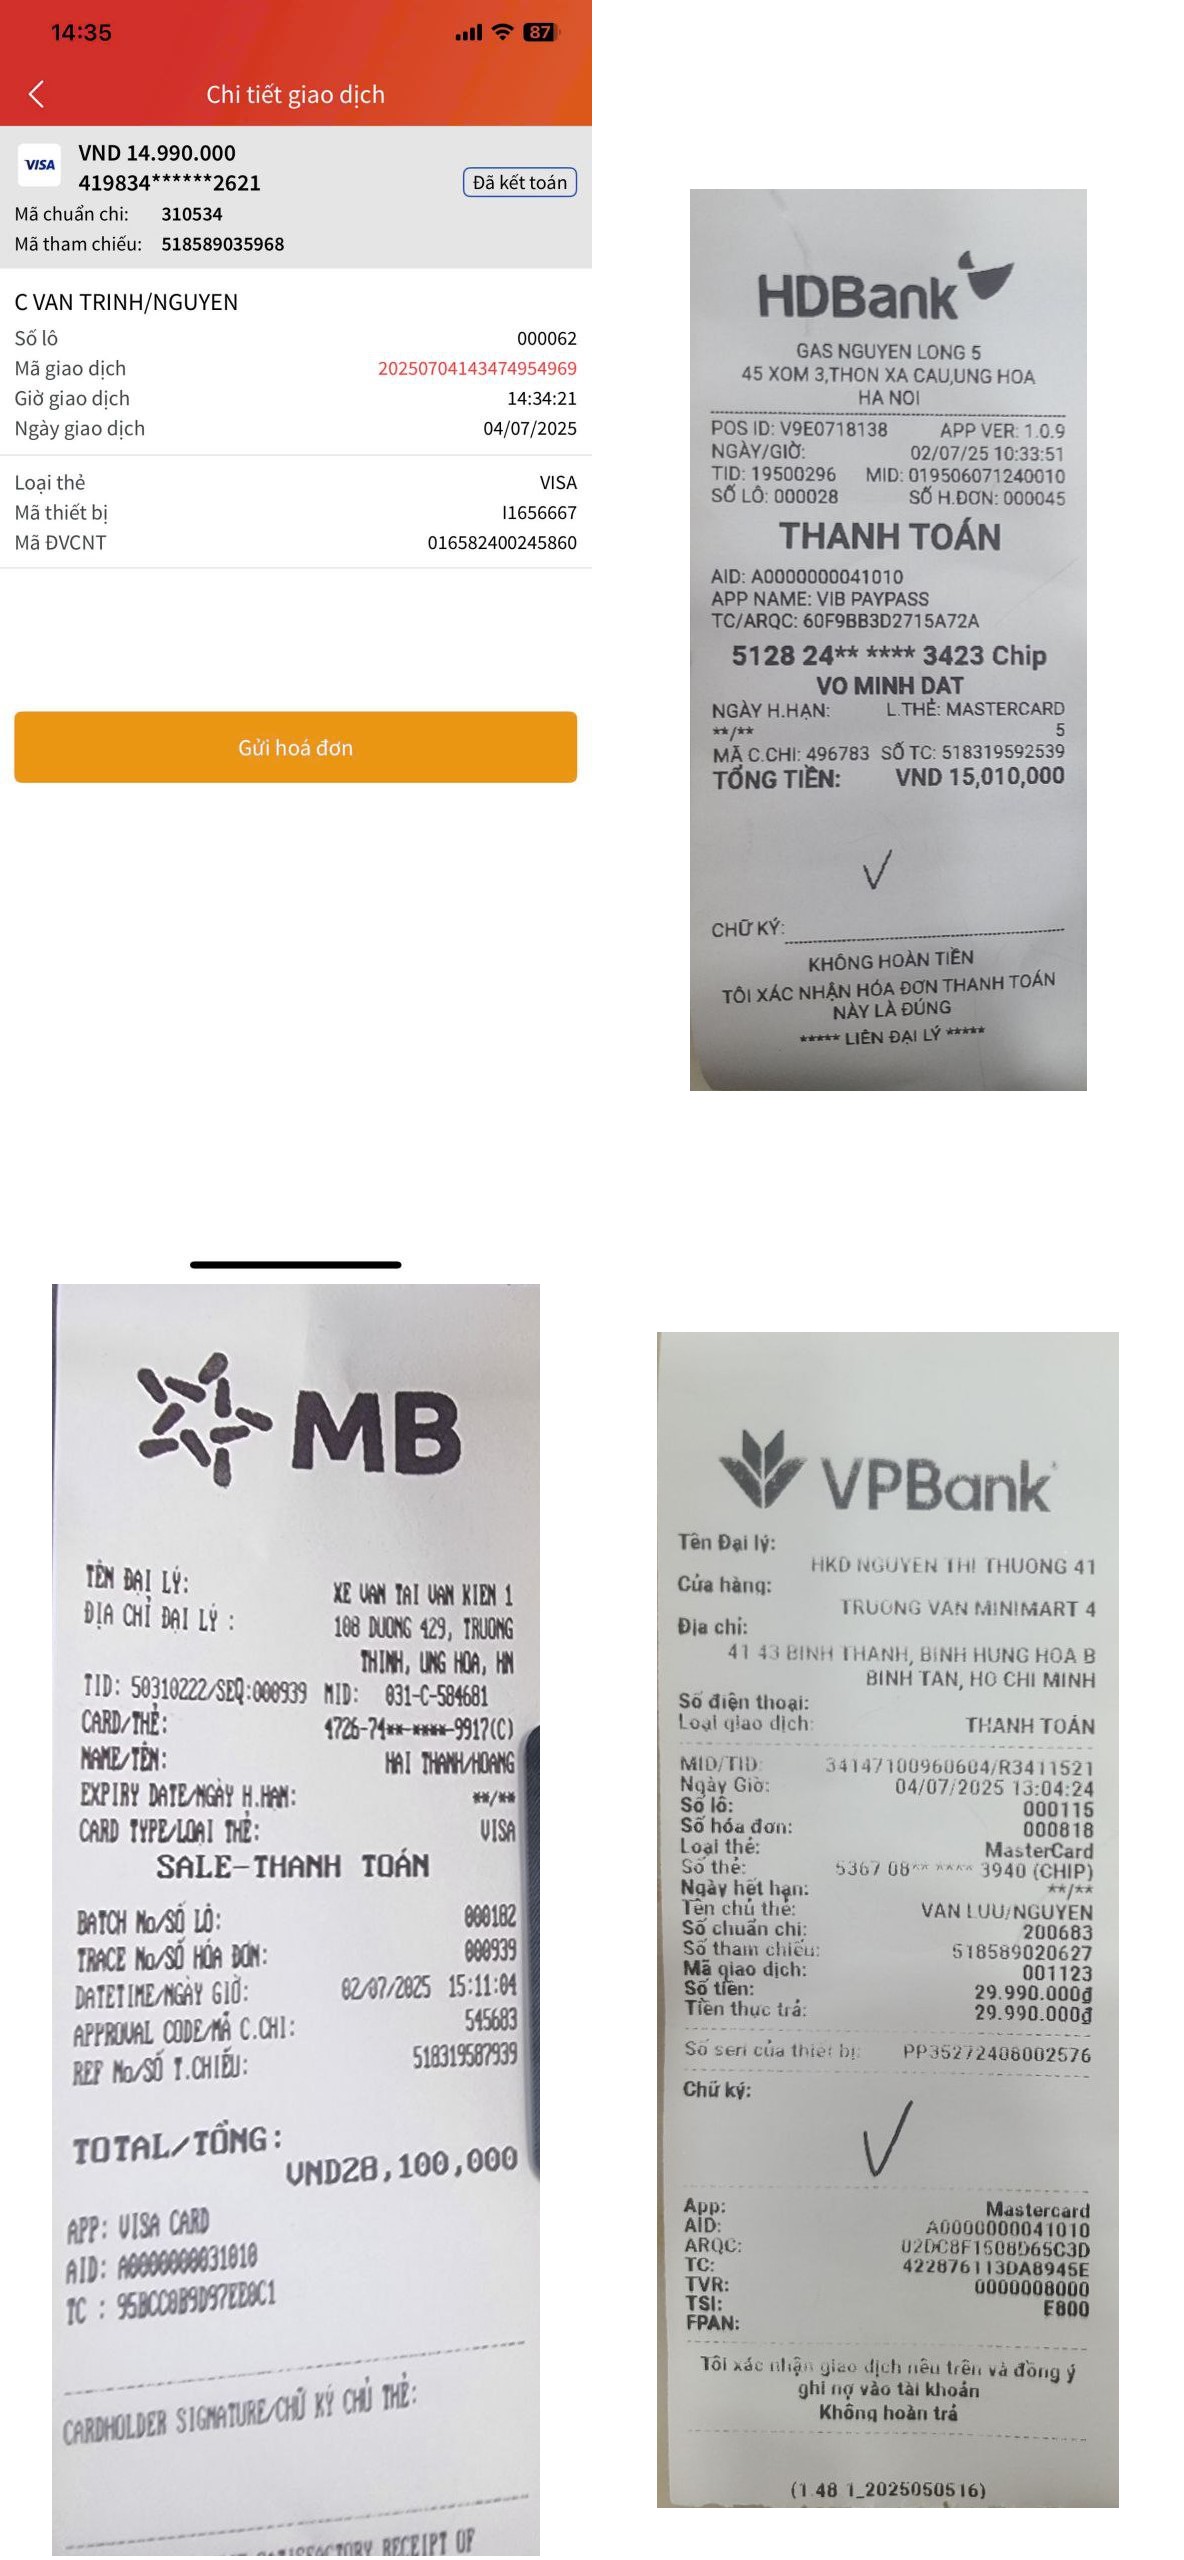 14:35
87
Chi tiết giao dịch
VISA
VND 14.990.000
419834******2621
Đã kết toán
Mã chuẩn chi: 310534
Mã tham chiếu: 518589035968
C VAN TRINH/NGUYEN
Số lô 000062
Mã giao dịch 20250704143474954969
Giờ giao dịch 14:34:21
Ngày giao dịch 04/07/2025
Loại thẻ VISA
Mã thiết bị I1656667
Mã ĐVCNT 016582400245860
Gửi hoá đơn
HDBank
GAS NGUYEN LONG 5
45 XOM 3,THON XA CAU,UNG HOA
HA NOI
POS ID: V9E0718138 APP VER: 1.0.9
NGÀY/GIỜ: 02/07/25 10:33:51
TID: 19500296 MID: 019506071240010
SỐ LÔ: 000028 SỐ H.ĐƠN: 000045
THANH TOÁN
AID: A0000000041010
APP NAME: VIB PAYPASS
TC/ARQC: 60F9BB3D2715A72A
5128 24** **** 3423 Chip
VO MINH DAT
NGÀY H.HẠN: L.THẺ: MASTERCARD
**/** 5
MÃ C.CHI: 496783 SỐ TC: 518319592539
TỔNG TIỀN: VND 15,010,000
CHỮ KÝ:
KHÔNG HOÀN TIỀN
TÔI XÁC NHẬN HÓA ĐƠN THANH TOÁN
NÀY LÀ ĐÚNG
***** LIÊN ĐẠI LÝ *****
MB
TÊN ĐẠI LÝ: XE VAN TAI VAN KIEN 1
ĐỊA CHỈ ĐẠI LÝ : 108 DUONG 429, TRUONG
THINH, UNG HOA, HN
TID: 50310222/SEQ:000939 MID: 031-C-584681
CARD/THẺ: 4726-74**-****-9917(C)
NAME/TÊN: HAI THANH/HOANG
EXPIRY DATE/NGÀY H.HẠN: **/**
CARD TYPE/LOẠI THẺ: VISA
SALE-THANH TOÁN
BATCH No/SỐ LÔ: 000182
TRACE No/SỐ HÓA ĐƠN: 000939
DATETIME/NGÀY GIỜ: 02/07/2025 15:11:04
APPROVAL CODE/MÃ C.CHI: 545683
REF No/SỐ T.CHIẾU: 518319587939
TOTAL/TỔNG:
VND28,100,000
APP: VISA CARD
AID: A0000000031010
TC : 95BCC0B9D97EE0C1
CARDHOLDER SIGNATURE/CHỮ KÝ CHỦ THẺ:
SATISFACTORY RECEIPT OF
VPBank
Tên Đại lý:
HKD NGUYEN THI THUONG 41
Cửa hàng:
TRUONG VAN MINIMART 4
Địa chỉ:
41 43 BINH THANH, BINH HUNG HOA B
BINH TAN, HO CHI MINH
Số điện thoại:
Loại giao dịch: THANH TOÁN
MID/TID: 34147100960604/R3411521
Ngày Giờ: 04/07/2025 13:04:24
Số lô: 000115
Số hóa đơn: 000818
Loại thẻ: MasterCard
Số thẻ: 5367 08** **** 3940 (CHIP)
Ngày hết hạn: **/**
Tên chủ thẻ: VAN LUU/NGUYEN
Số chuẩn chi: 200683
Số tham chiếu: 518589020627
Mã giao dịch: 001123
Số tiền: 29.990.000₫
Tiền thực trả: 29.990.000₫
Số seri của thiết bị: PP35272408002576
Chữ ký:
App: Mastercard
AID: A0000000041010
ARQC: 02DC8F1508D65C3D
TC: 422876113DA8945E
TVR: 0000008000
TSI: E800
FPAN:
Tôi xác nhận giao dịch nêu trên và đồng ý
ghi nợ vào tài khoản
Không hoàn trả
(1.48 1_2025050516)